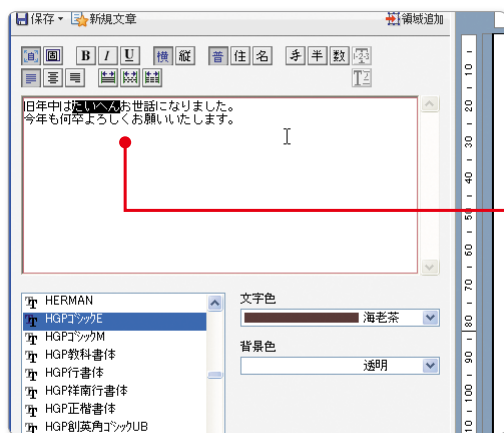 保存 新規文章 領域追加
自 固 B I U 横 縦 普 住 名 手 半 数 1-2-3
T2
旧年中はたいへんお世話になりました。
今年も何卒よろしくお願いいたします。
HERMAN
HGPゴシックE
HGPゴシックM
HGP教科書体
HGP行書体
HGP祥南行書体
HGP正楷書体
HGP創英角ゴシックUB
文字色
海老茶
背景色
透明
10
20
30
40
50
60
70
80
90
100